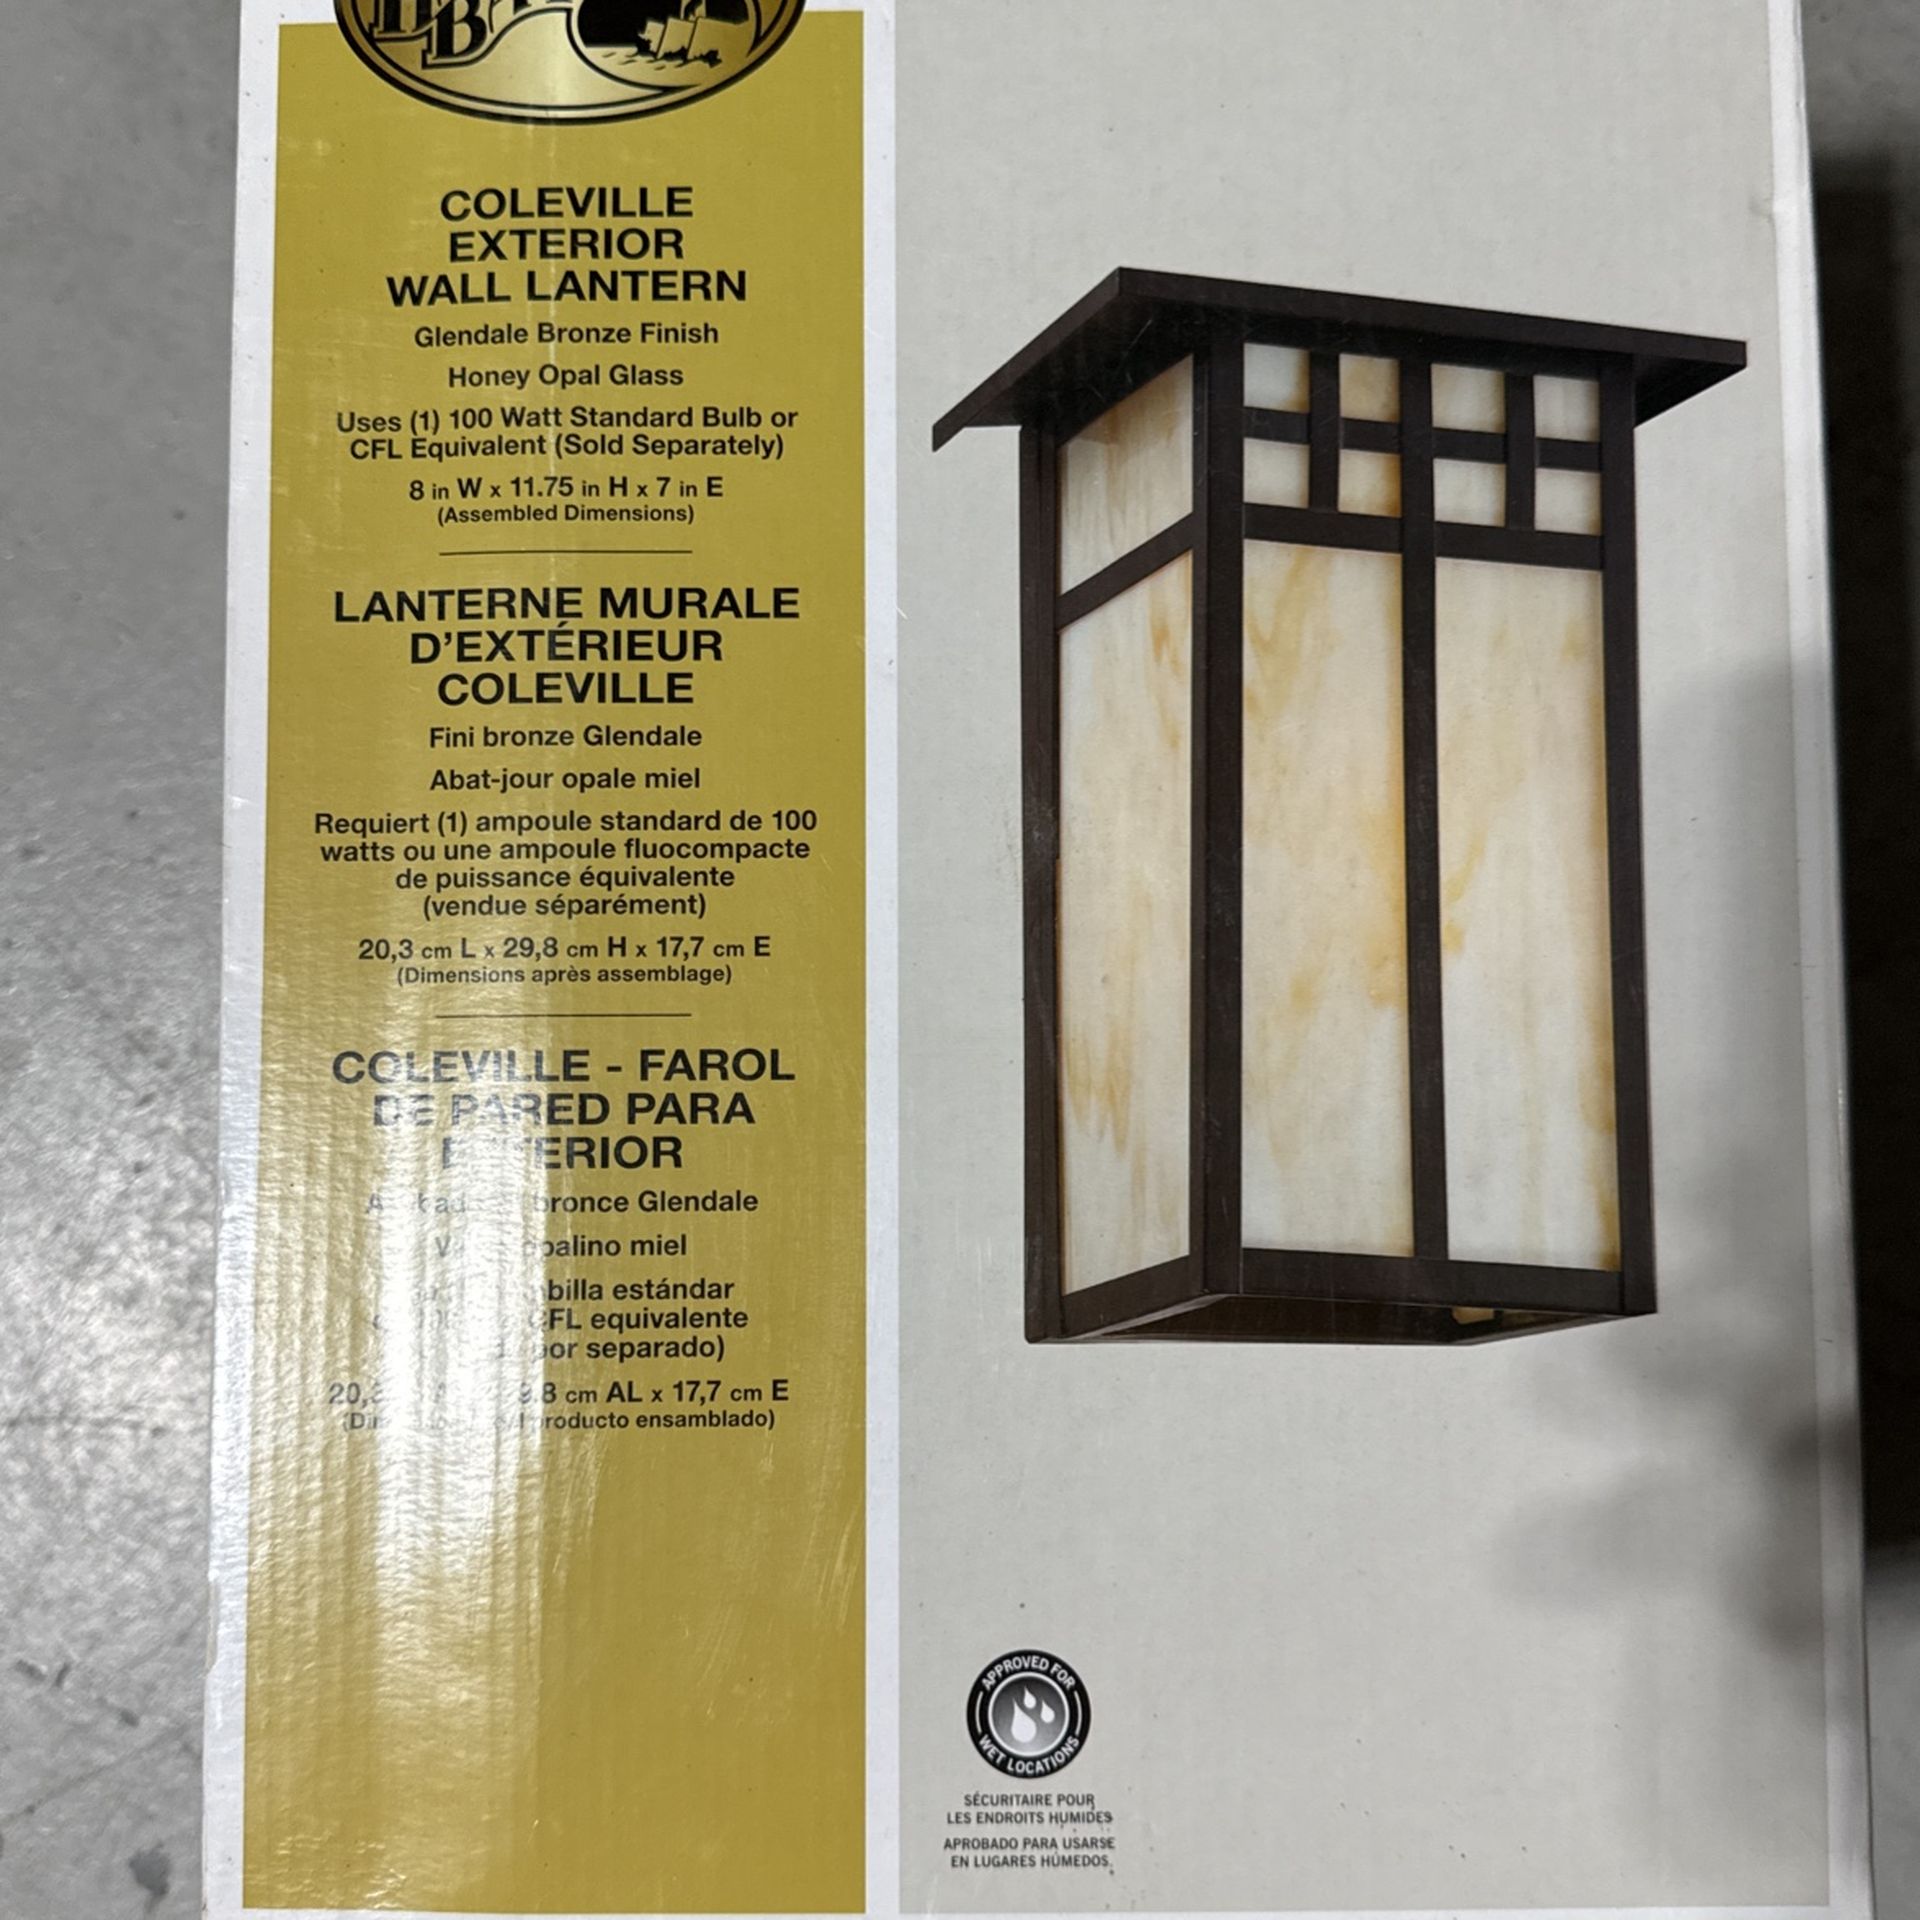 COLEVILLE
EXTERIOR
WALL LANTERN
Glendale Bronze Finish
Honey Opal Glass
Uses (1) 100 Watt Standard Bulb or
CFL Equivalent (Sold Separately)
8 in W x 11.75 in H x 7 in E
(Assembled Dimensions)
LANTERNE MURALE
D'EXTÉRIEUR
COLEVILLE
Fini bronze Glendale
Abat-jour opale miel
Requiert (1) ampoule standard de 100
watts ou une ampoule fluocompacte
de puissance équivalente
(vendue séparément)
20,3 cm L x 29,8 cm H x 17,7 cm E
(Dimensions après assemblage)
COLEVILLE - FAROL
DE PARED PARA
EXTERIOR
bronce Glendale
opalino miel
estándar
CFL equivalente
por separado)
cm AL x 17,7 cm E
producto ensamblado)
APPROVED FOR
WET LOCATIONS
SÉCURITAIRE POUR
LES ENDROITS HUMIDES
APROBADO PARA USARSE
EN LUGARES HÚMEDOS.